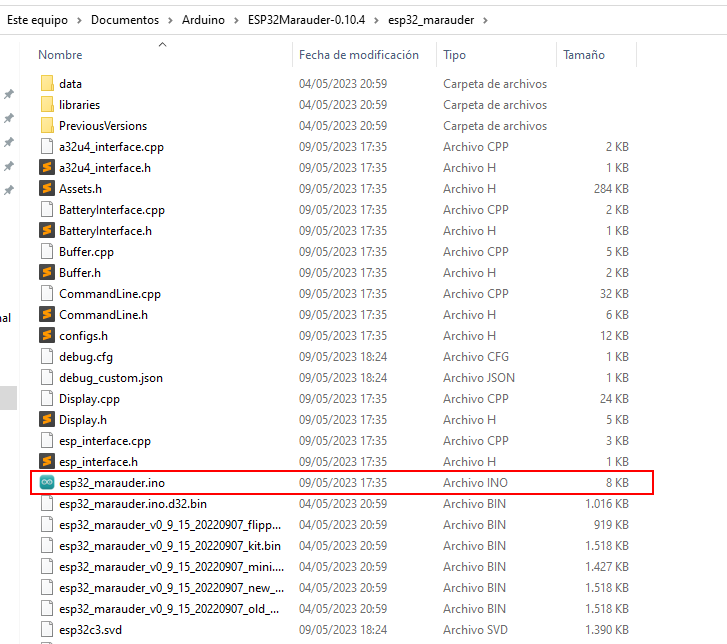 Este equipo > Documentos > Arduino > ESP32Marauder-0.10.4 > esp32_marauder >
Nombre Fecha de modificación Tipo Tamaño
data 04/05/2023 20:59 Carpeta de archivos
libraries 04/05/2023 20:59 Carpeta de archivos
PreviousVersions 04/05/2023 20:59 Carpeta de archivos
a32u4_interface.cpp 09/05/2023 17:35 Archivo CPP 2 KB
a32u4_interface.h 09/05/2023 17:35 Archivo H 1 KB
Assets.h 09/05/2023 17:35 Archivo H 284 KB
BatteryInterface.cpp 09/05/2023 17:35 Archivo CPP 2 KB
BatteryInterface.h 09/05/2023 17:35 Archivo H 1 KB
Buffer.cpp 09/05/2023 17:35 Archivo CPP 5 KB
Buffer.h 09/05/2023 17:35 Archivo H 2 KB
CommandLine.cpp 09/05/2023 17:35 Archivo CPP 32 KB
CommandLine.h 09/05/2023 17:35 Archivo H 6 KB
configs.h 09/05/2023 17:35 Archivo H 12 KB
debug.cfg 09/05/2023 18:24 Archivo CFG 1 KB
debug_custom.json 09/05/2023 18:24 Archivo JSON 1 KB
Display.cpp 09/05/2023 17:35 Archivo CPP 24 KB
Display.h 09/05/2023 17:35 Archivo H 5 KB
esp_interface.cpp 09/05/2023 17:35 Archivo CPP 3 KB
esp_interface.h 09/05/2023 17:35 Archivo H 1 KB
esp32_marauder.ino 09/05/2023 17:35 Archivo INO 8 KB
esp32_marauder.ino.d32.bin 04/05/2023 20:59 Archivo BIN 1.016 KB
esp32_marauder_v0_9_15_20220907_flipp... 04/05/2023 20:59 Archivo BIN 919 KB
esp32_marauder_v0_9_15_20220907_kit.bin 04/05/2023 20:59 Archivo BIN 1.518 KB
esp32_marauder_v0_9_15_20220907_mini.... 04/05/2023 20:59 Archivo BIN 1.427 KB
esp32_marauder_v0_9_15_20220907_new_... 04/05/2023 20:59 Archivo BIN 1.518 KB
esp32_marauder_v0_9_15_20220907_old_... 04/05/2023 20:59 Archivo BIN 1.518 KB
esp32c3.svd 09/05/2023 18:24 Archivo SVD 1.390 KB